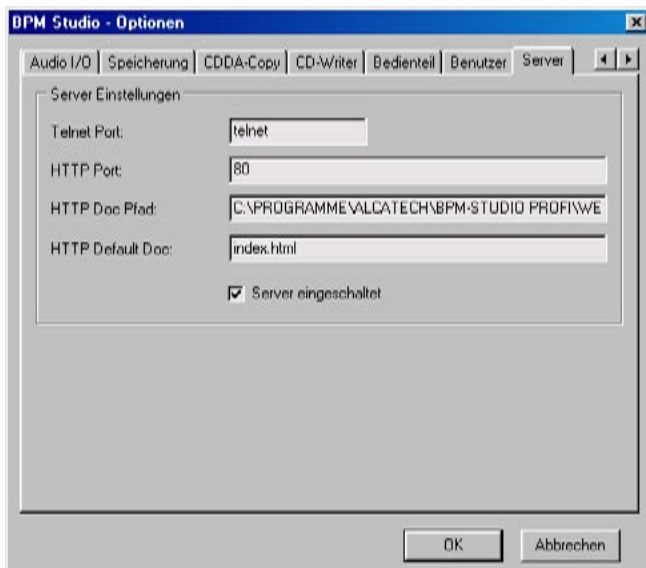 BPM Studio - Optionen
Audio I/O Speicherung CDDA-Copy CD-Writer Bedienteil Benutzer Server
Server Einstellungen
Telnet Port: telnet
HTTP Port: 80
HTTP Doc Pfad: C:\PROGRAMME\ALCATECH\BPM-STUDIO PROFI\WE
HTTP Default Doc: index.html
Server eingeschaltet
OK Abbrechen